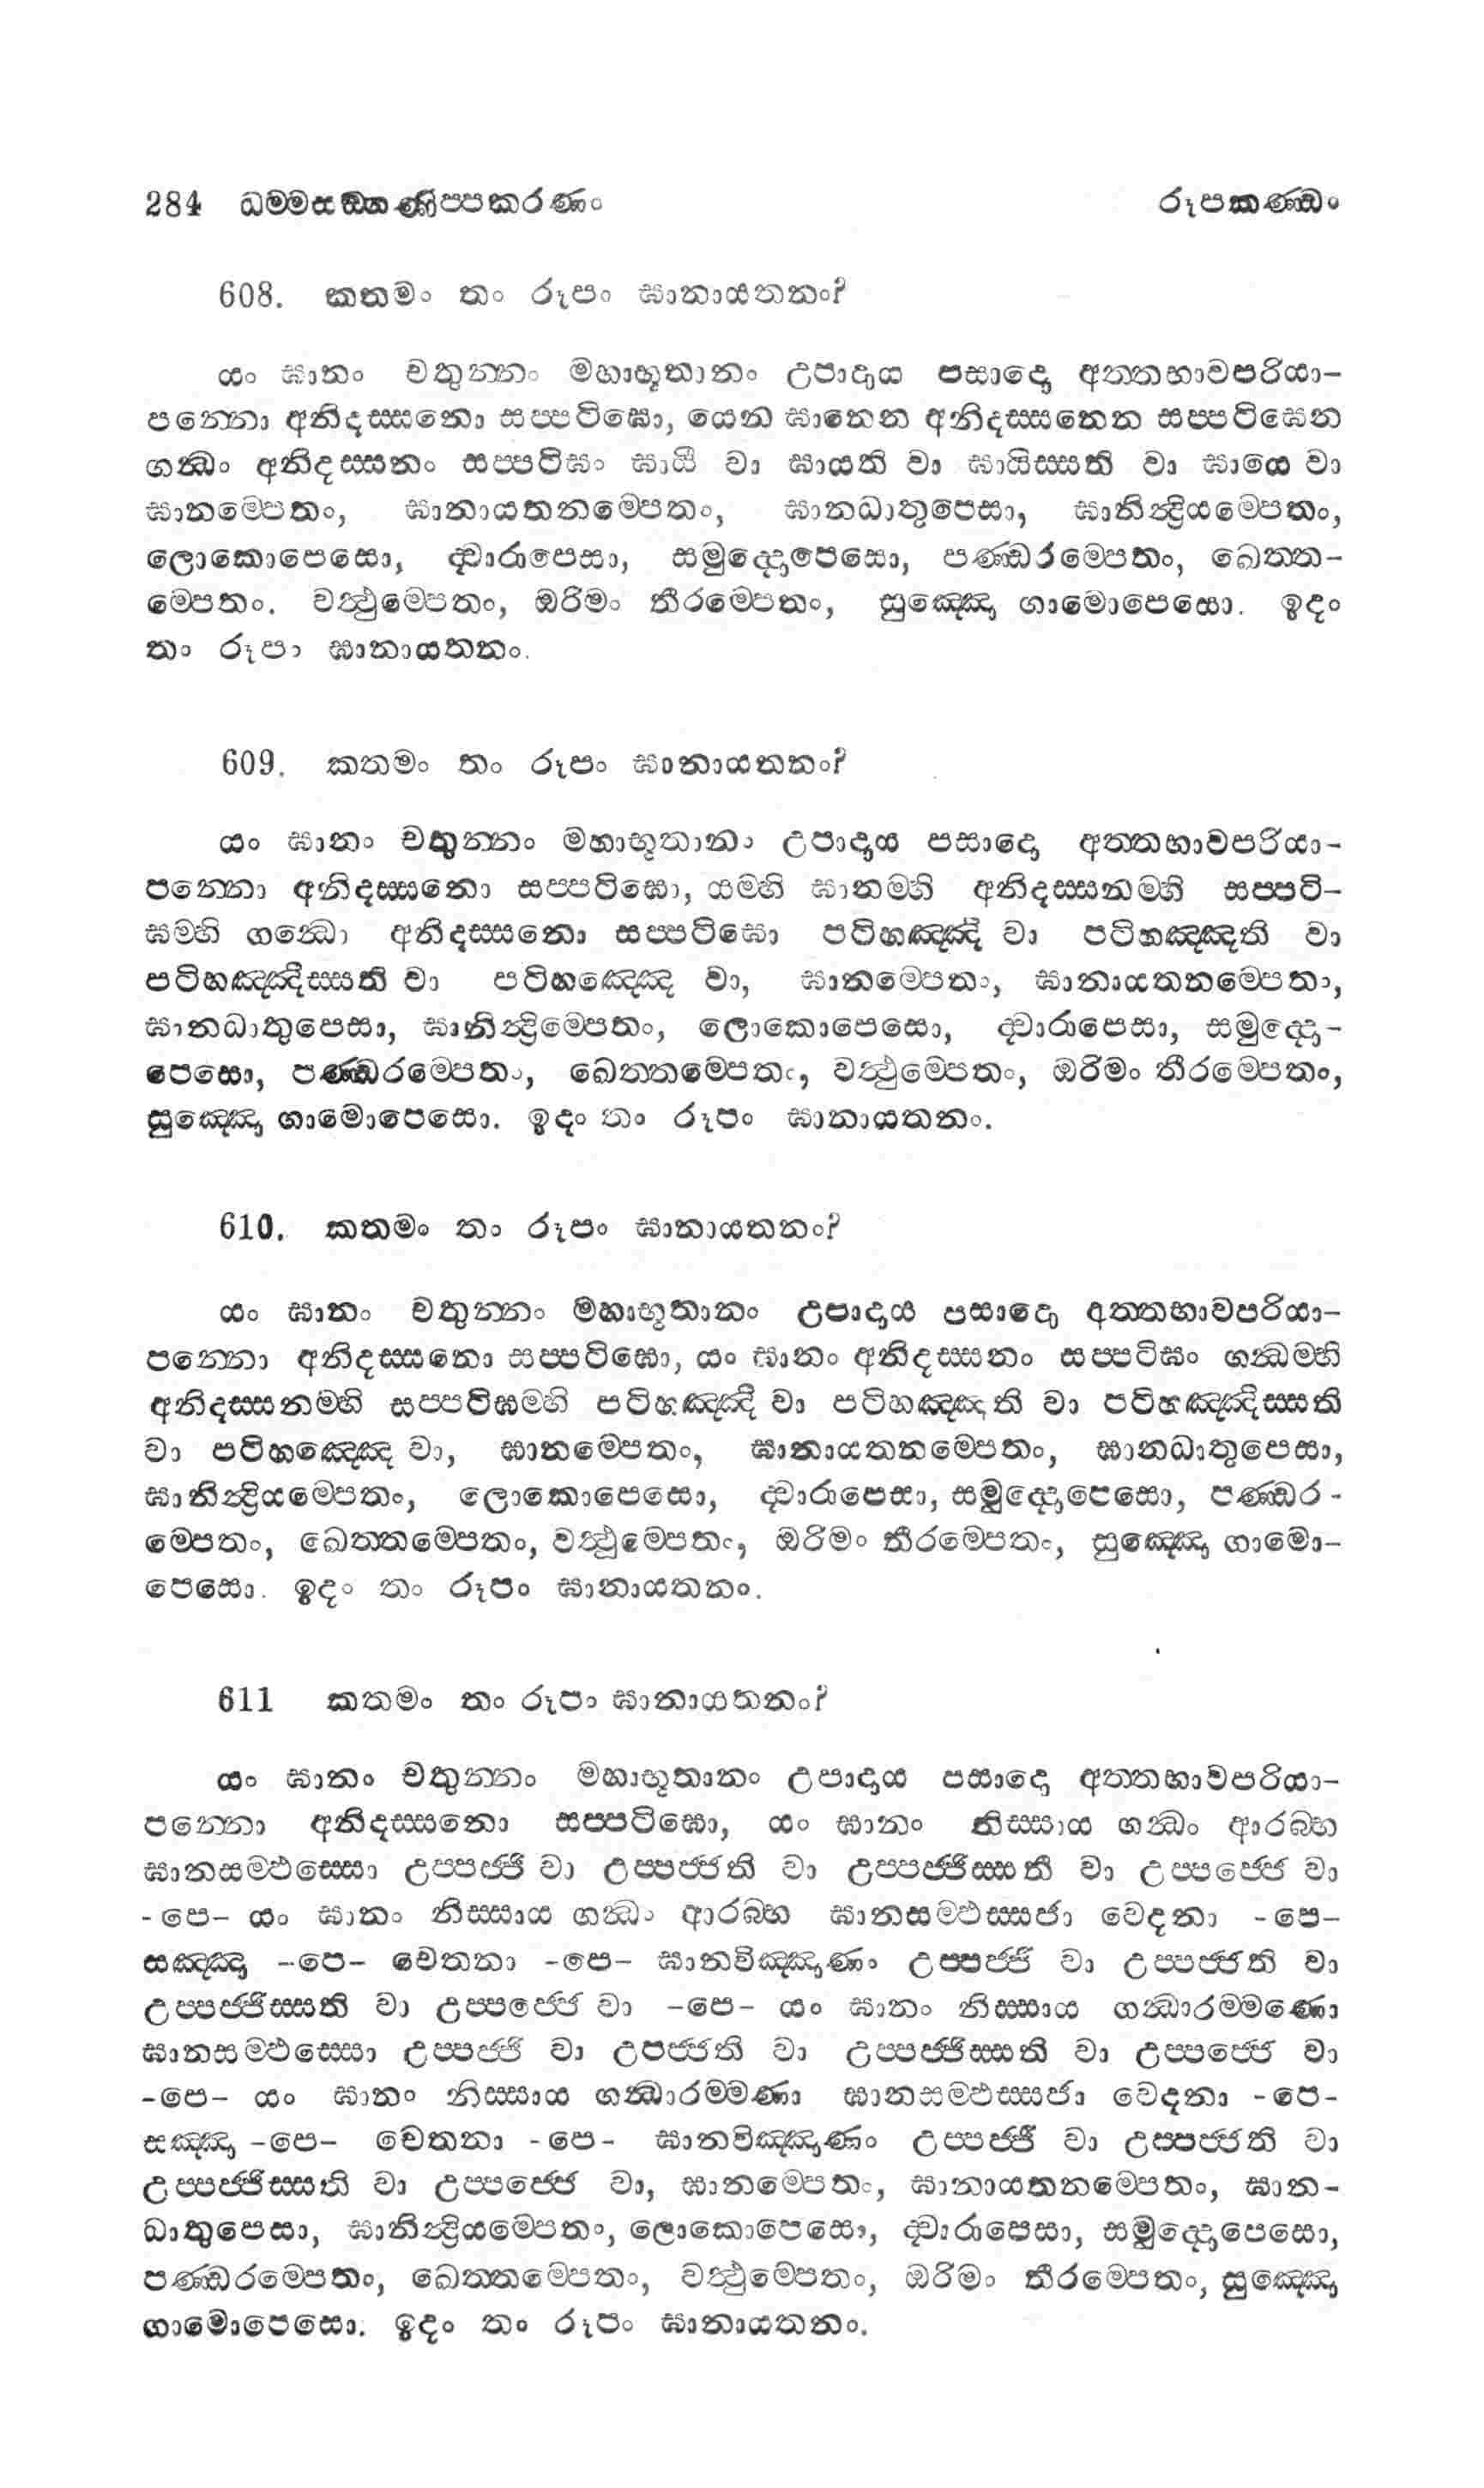 284 ධම්මසඞ්ගණිප්පකරණං රූපකණ්ඩං
608. කතමං තං රූපං ඝානායතනං?
යං ඝානං චතුන්නං මහාභූතානං උපාදාය පසාදො අත්තභාවපරියා-
පන්නො අනිදස්සනො සප්පටිඝො, යෙන ඝානෙන අනිදස්සනෙන සප්පටිඝෙන
ගන්ධං අනිදස්සනං සප්පටිඝං ඝායි වා ඝායති වා ඝායිස්සති වා ඝායෙ වා
ඝානම්පෙතං, ඝානායතනම්පෙතං, ඝානධාතුපෙසා, ඝානින්ද්‍රියම්පෙතං,
ලොකොපෙසො, ද්වාරාපෙසා, සමුද්දොපෙසො, පණ්ඩරම්පෙතං, ඛෙත්ත-
ම්පෙතං. වත්ථුම්පෙතං, ඔරිමං තීරම්පෙතං, සුඤ්ඤො ගාමොපෙසො. ඉදං
තං රූපං ඝානායතනං.
609. කතමං තං රූපං ඝානායතනං?
යං ඝානං චතුන්නං මහාභූතානං උපාදාය පසාදො අත්තභාවපරියා-
පන්නො අනිදස්සනො සප්පටිඝො, යම්හි ඝානම්හි අනිදස්සනම්හි සප්පටි-
ඝම්හි ගන්ධො අනිදස්සනො සප්පටිඝො පටිහඤ්ඤි වා පටිහඤ්ඤති වා
පටිහඤ්ඤිස්සති වා පටිහඤ්ඤෙ වා, ඝානම්පෙතං, ඝානායතනම්පෙතං,
ඝානධාතුපෙසා, ඝානින්ද්‍රිම්පෙතං, ලොකොපෙසො, ද්වාරාපෙසා, සමුද්දො-
පෙසො, පණ්ඩරම්පෙතං, ඛෙත්තම්පෙතං, වත්ථුම්පෙතං, ඔරිමං තීරම්පෙතං,
සුඤ්ඤො ගාමොපෙසො. ඉදං තං රූපං ඝානායතනං.
610. කතමං තං රූපං ඝානායතනං?
යං ඝානං චතුන්නං මහාභූතානං උපාදාය පසාදො අත්තභාවපරියා-
පන්නො අනිදස්සනො සප්පටිඝො, යං ඝානං අනිදස්සනං සප්පටිඝං ගන්ධම්හි
අනිදස්සනම්හි සප්පටිඝම්හි පටිහඤ්ඤි වා පටිහඤ්ඤති වා පටිහඤ්ඤිස්සති
වා පටිහඤ්ඤෙ වා, ඝානම්පෙතං, ඝානායතනම්පෙතං, ඝානධාතුපෙසා,
ඝානින්ද්‍රියම්පෙතං, ලොකොපෙසො, ද්වාරාපෙසා, සමුද්දොපෙසො, පණ්ඩර-
ම්පෙතං, ඛෙත්තම්පෙතං, වත්ථූම්පෙතං, ඔරිමං තීරම්පෙතං, සුඤ්ඤො ගාමො-
පෙසො. ඉදං තං රූපං ඝානායතනං.
611 කතමං තං රූපං ඝානායතනං?
යං ඝානං චතුන්නං මහාභූතානං උපාදාය පසාදො අත්තභාවපරියා-
පන්නො අනිදස්සනො සප්පටිඝො, යං ඝානං නිස්සාය ගන්ධං ආරබ්භ
ඝානසම්ඵස්සො උප්පජ්ජි වා උප්පජ්ජති වා උප්පජ්ජිස්සති වා උප්පජ්ජෙ වා
-පෙ- යං ඝානං නිස්සාය ගන්ධං ආරබ්භ ඝානසම්ඵස්සජා වෙදනා -පෙ-
සඤ්ඤා -පෙ- චෙතනා -පෙ- ඝානවිඤ්ඤාණං උප්පජ්ජි වා උප්පජ්ජති වා
උප්පජ්ජිස්සති වා උප්පජ්ජෙ වා -පෙ- යං ඝානං නිස්සාය ගන්ධාරම්මණො
ඝානසම්ඵස්සො උප්පජ්ජි වා උපජ්ජති වා උප්පජ්ජිස්සති වා උප්පජ්ජෙ වා
-පෙ- යං ඝානං නිස්සාය ගන්ධාරම්මණා ඝානසම්ඵස්සජා වෙදනා -පෙ-
සඤ්ඤා -පෙ- චෙතනා -පෙ- ඝානවිඤ්ඤාණං උප්පජ්ජි වා උප්පජ්ජති වා
උප්පජ්ජිස්සති වා උප්පජ්ජෙ වා, ඝානම්පෙතං, ඝානායතනම්පෙතං, ඝාන-
ධාතුපෙසා, ඝානින්ද්‍රියම්පෙතං, ලොකොපෙසො, ද්වාරාපෙසා, සමුද්දොපෙසො,
පණ්ඩරම්පෙතං, ඛෙත්තම්පෙතං, වත්ථුම්පෙතං, ඔරිමං තීරම්පෙතං, සුඤ්ඤො
ගාමොපෙසො. ඉදං තං රූපං ඝානායතනං.